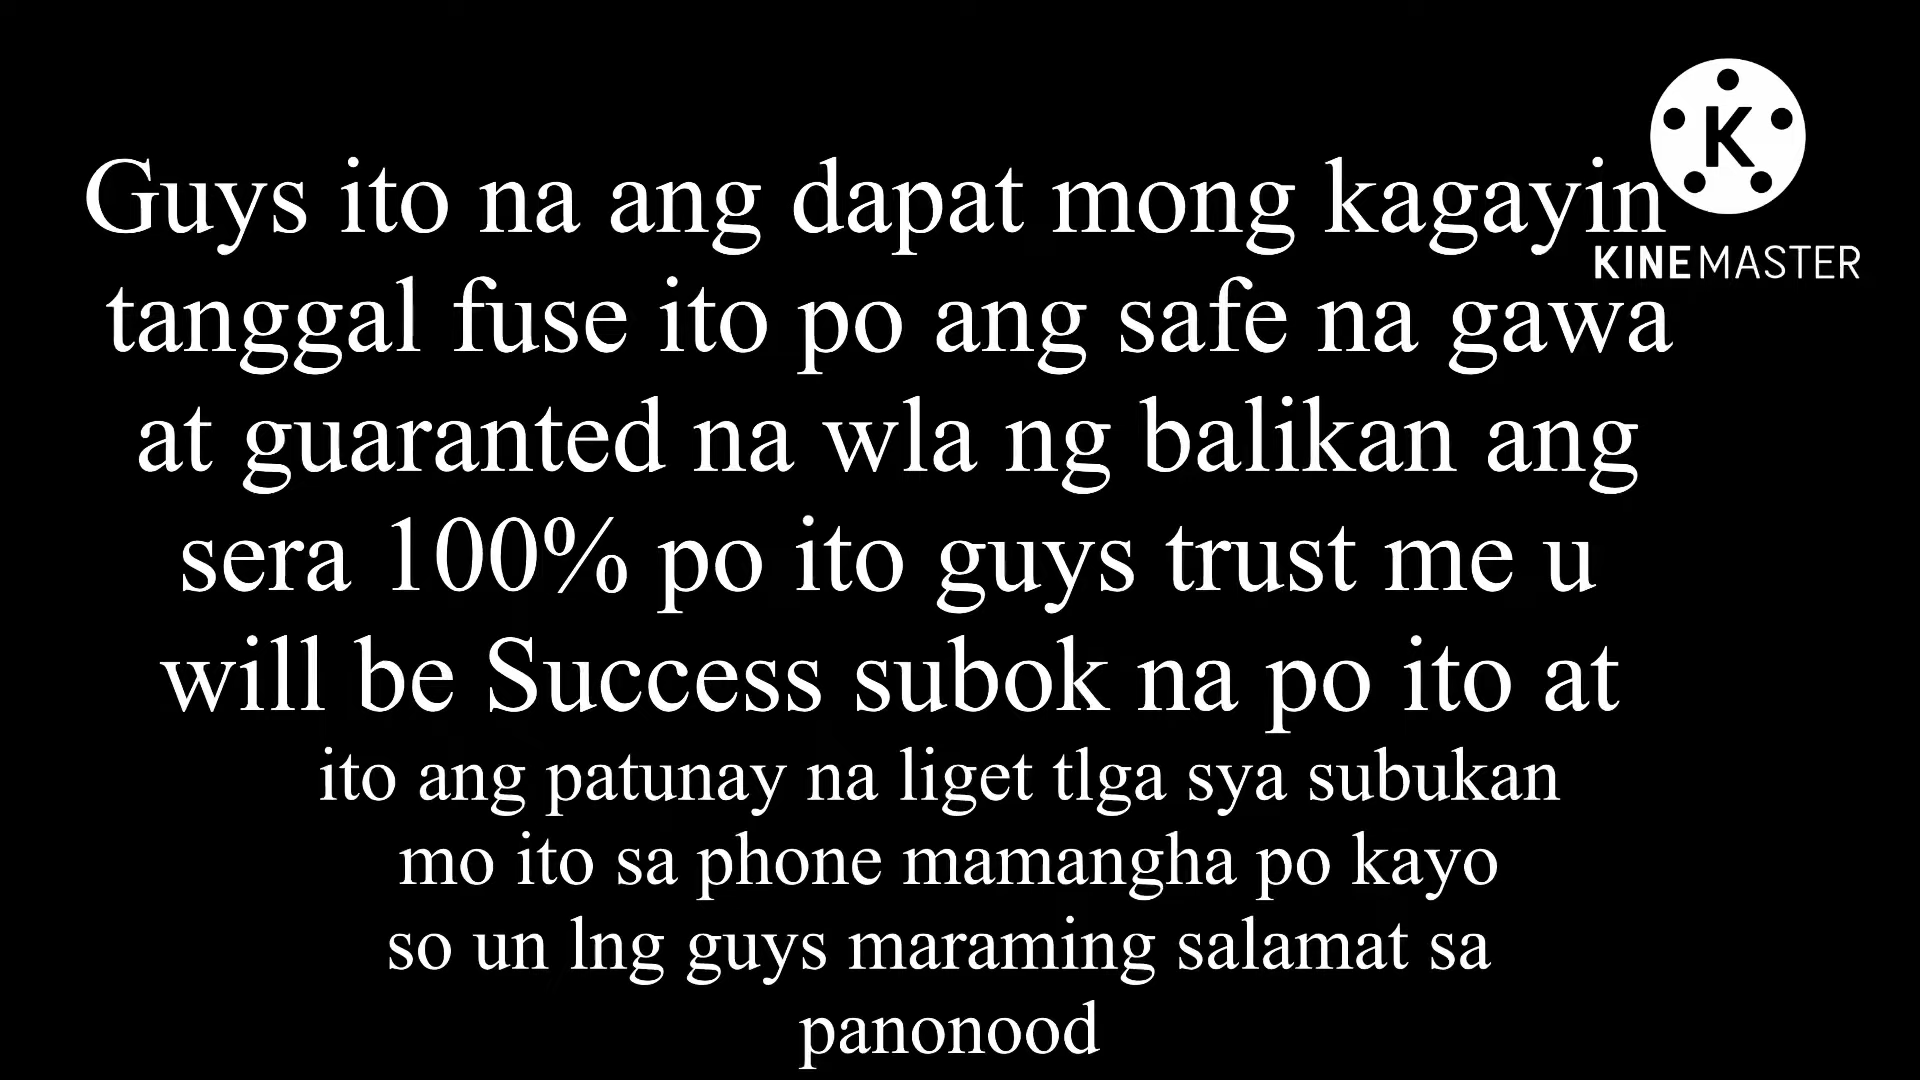 Guys ito na ang dapat mong kagayin
tanggal fuse ito po ang safe na gawa
at guaranted na wla ng balikan ang
sera 100% po ito guys trust me u
will be Success subok na po ito at
ito ang patunay na liget tlga sya subukan
mo ito sa phone mamangha po kayo
so un lng guys maraming salamat sa
panonood
K
KINEMASTER